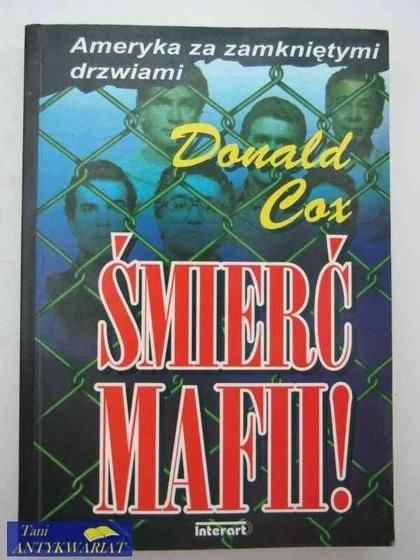 Ameryka za zamkniętymi
drzwiami
Donald
Cox
ŚMIERĆ
MAFII!
Interart
Tani
ANTYKWARIAT